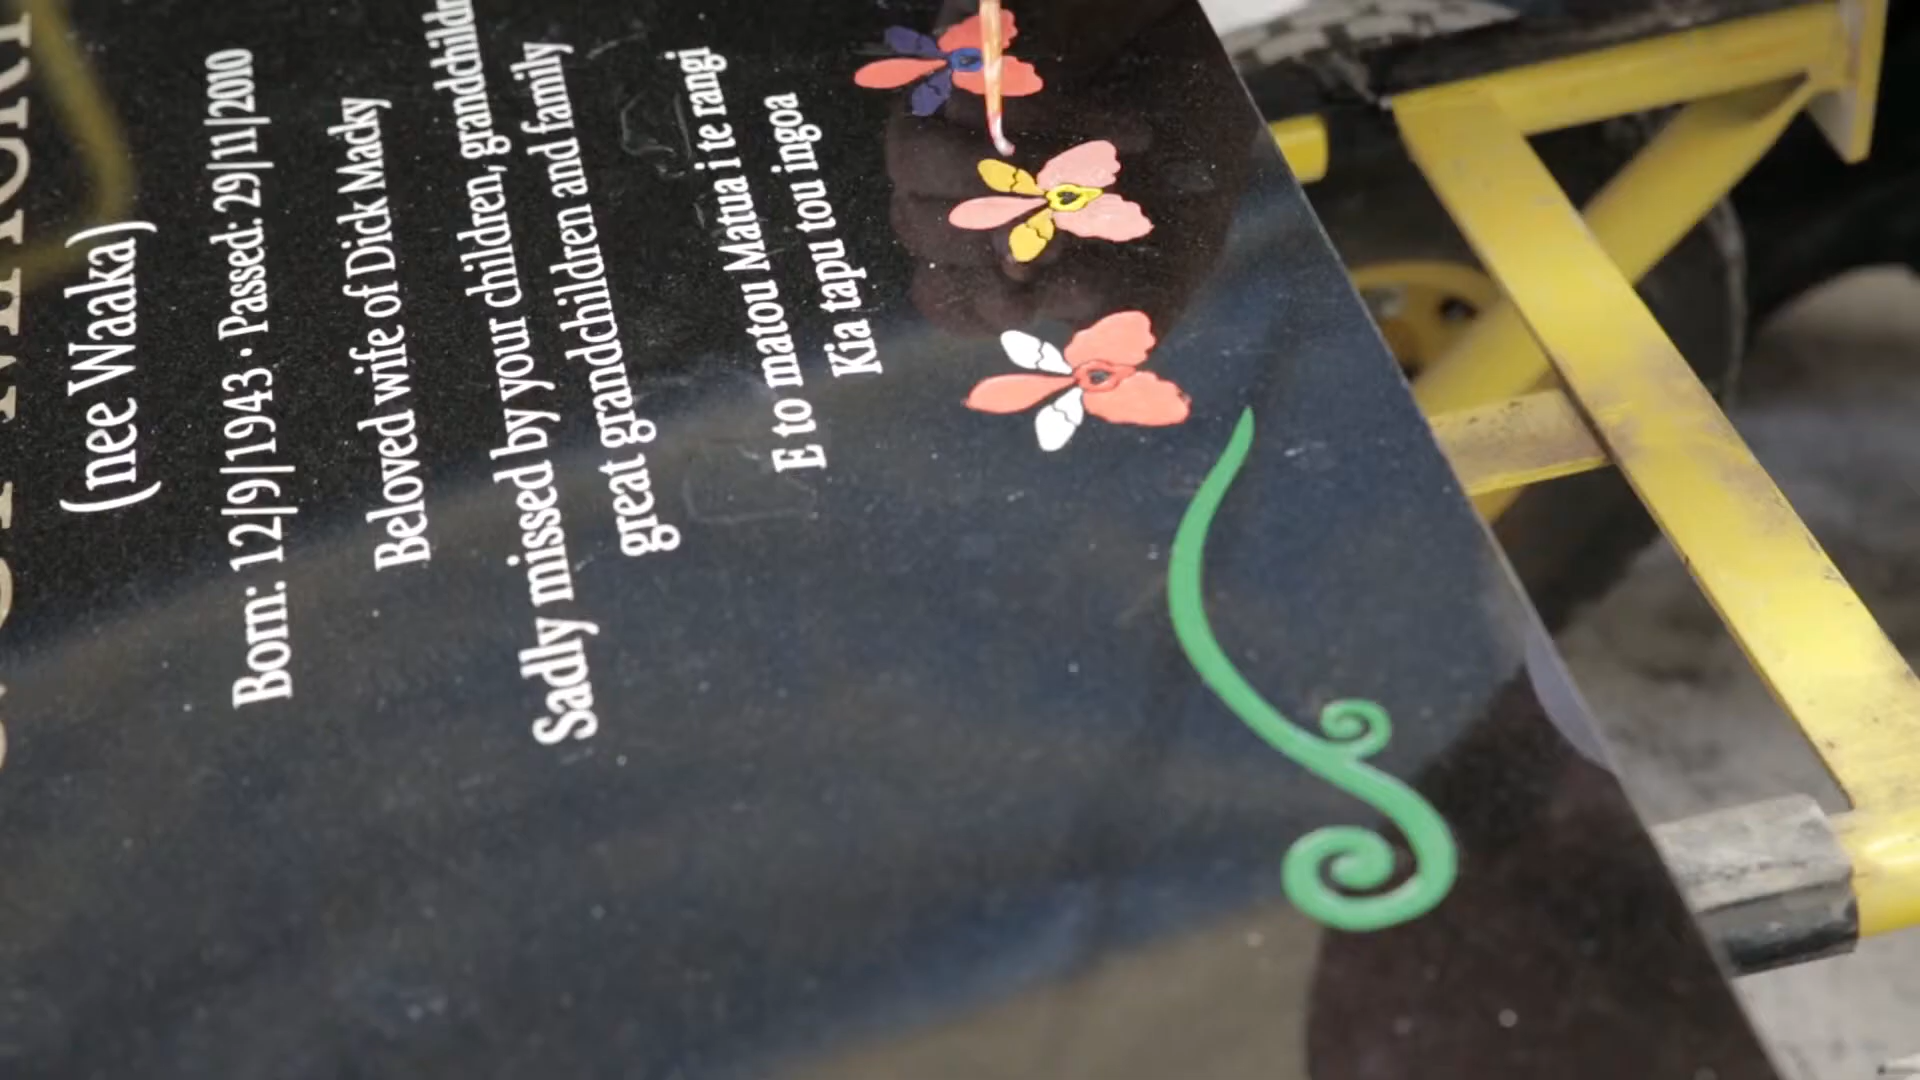 (nee Waaka)
Born: 12|9|1943 • Passed: 29|11|2010
Beloved wife of Dick Macky
Sadly missed by your children,
great grandchildren and family
E to matou Matua i te rangi
Kia tapu tou ingoa